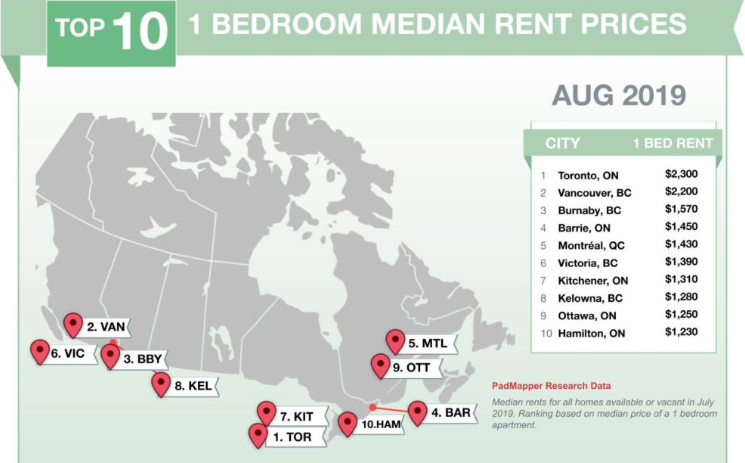 TOP 10
1 BEDROOM MEDIAN RENT PRICES
AUG 2019
CITY 1 BED RENT
1 Toronto, ON $2,300
2 Vancouver, BC $2,200
3 Burnaby, BC $1,570
4 Barrie, ON $1,450
5 Montréal, QC $1,430
6 Victoria, BC $1,390
7 Kitchener, ON $1,310
8 Kelowna, BC $1,280
9 Ottawa, ON $1,250
10 Hamilton, ON $1,230
2. VAN
6. VIC
3. BBY
8. KEL
5. MTL
9. OTT
7. KIT
1. TOR
10.HAM
4. BAR
PadMapper Research Data
Median rents for all homes available or vacant in July
2019. Ranking based on median price of a 1 bedroom
apartment.